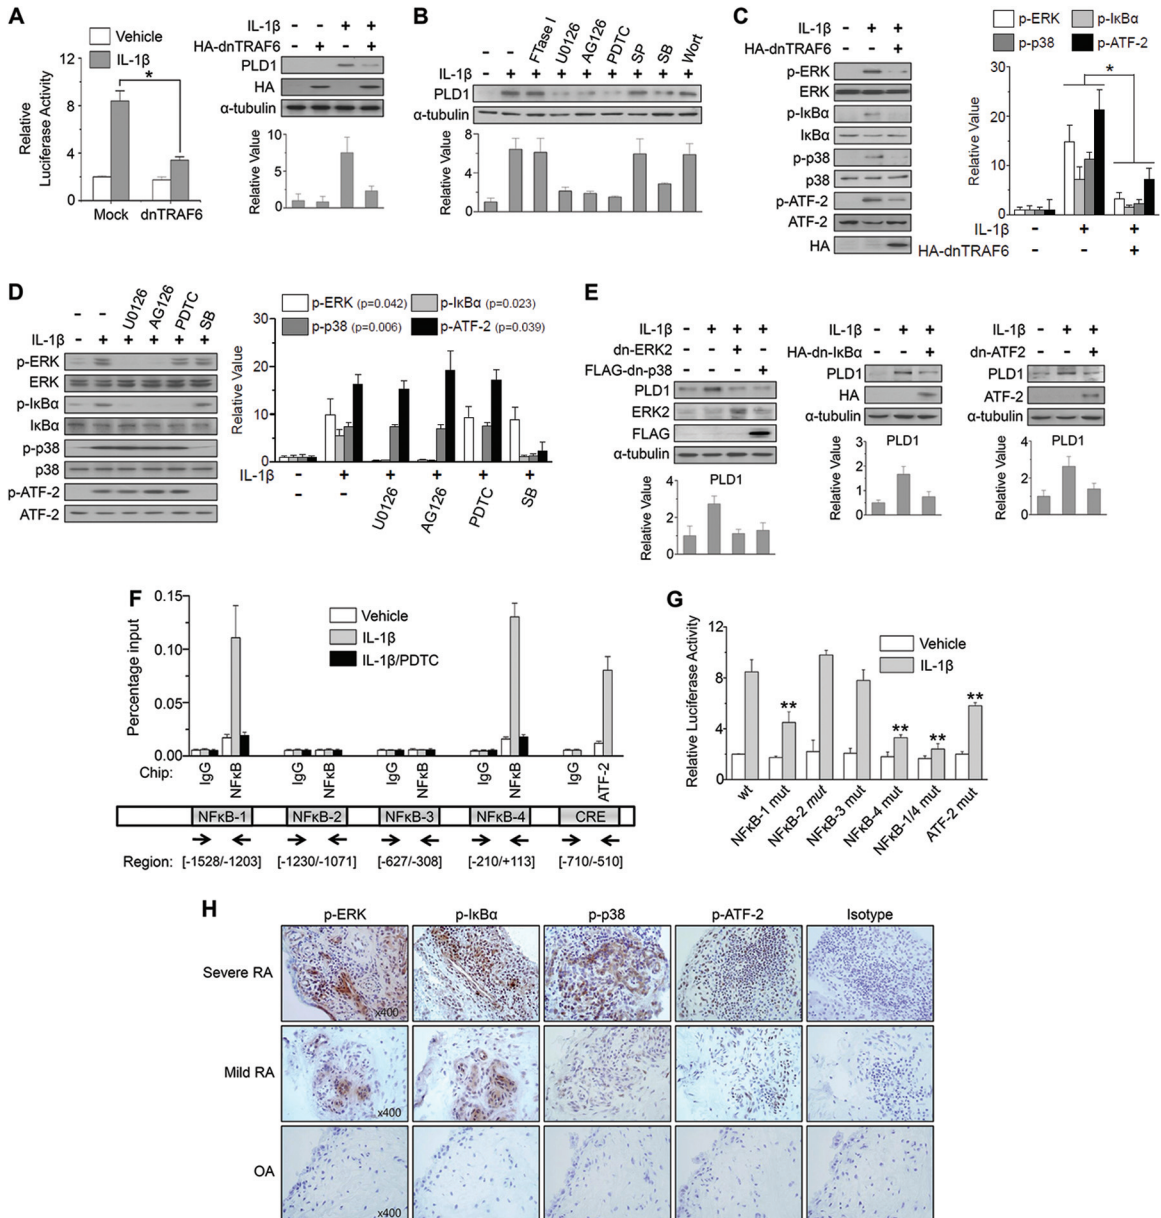 A
Vehicle
IL-1β
*
Relative
Luciferase Activity
12
8
4
0
Mock dnTRAF6
IL-1β - - + +
HA-dnTRAF6 - + - +
PLD1
HA
α-tubulin
Relative Value
10
5
0
B
- - FTase I U0126 AG126 PDTC SP SB Wort
IL-1β - + + + + + + + +
PLD1
α-tubulin
Relative Value
8
4
0
C
IL-1β - + +
HA-dnTRAF6 - - +
p-ERK
ERK
p-IκBα
IκBα
p-p38
p38
p-ATF-2
ATF-2
HA
p-ERK p-IκBα
p-p38 p-ATF-2
*
Relative Value
30
20
10
0
IL-1β - + +
HA-dnTRAF6 - - +
D
- - U0126 AG126 PDTC SB
IL-1β - + + + + +
p-ERK
ERK
p-IκBα
IκBα
p-p38
p38
p-ATF-2
ATF-2
p-ERK (p=0.042) p-IκBα (p=0.023)
p-p38 (p=0.006) p-ATF-2 (p=0.039)
Relative Value
30
20
10
0
IL-1β - + + + + +
- - U0126 AG126 PDTC SB
E
IL-1β - + + +
dn-ERK2 - - + -
FLAG-dn-p38 - - - +
PLD1
ERK2
FLAG
α-tubulin
PLD1
Relative Value
4
2
0
IL-1β - + +
HA-dn-IκBα - - +
PLD1
HA
α-tubulin
PLD1
Relative Value
3
2
1
0
IL-1β - + +
dn-ATF2 - - +
PLD1
ATF-2
α-tubulin
PLD1
Relative Value
4
2
0
F
Percentage input
0.15
0.10
0.05
0.00
Vehicle
IL-1β
IL-1β/PDTC
Chip: IgG NFκB IgG NFκB IgG NFκB IgG NFκB IgG ATF-2
NFκB-1 NFκB-2 NFκB-3 NFκB-4 CRE
Region: [-1528/-1203] [-1230/-1071] [-627/-308] [-210/+113] [-710/-510]
G
Relative Luciferase Activity
12
8
4
0
Vehicle
IL-1β
** ** ** **
wt NFκB-1 mut NFκB-2 mut NFκB-3 mut NFκB-4 mut NFκB-1/4 mut ATF-2 mut
H
p-ERK p-IκBα p-p38 p-ATF-2 Isotype
Severe RA
x400
Mild RA
x400
OA
x400